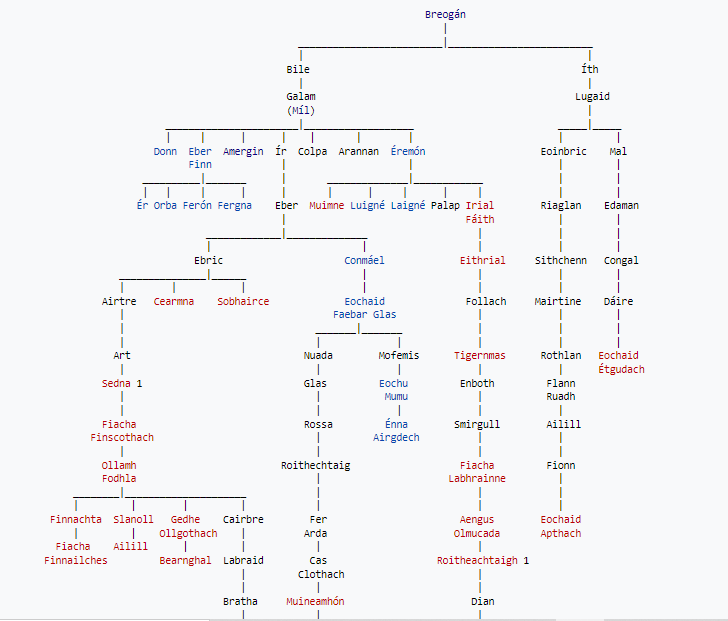 Breogán
Bile Íth
Galam Lugaid
(Míl)
Donn Eber Amergin Ír Colpa Arannan Éremón Eoinbric Mal
Finn
Ér Orba Ferón Fergna Eber Muimne Luigné Laigné Palap Irial Riaglan Edaman
Fáith
Ebric Conmáel Eithrial Sithchenn Congal
Airtre Cearmna Sobhairce Eochaid Follach Mairtine Dáire
Faebar Glas
Art Nuada Mofemis Tigernmas Rothlan Eochaid
Étgudach
Sedna 1 Glas Eochu Enboth Flann
Mumu Ruadh
Fiacha Rossa Énna Smirgull Ailill
Finscothach Airgdech
Ollamh Roithechtaig Fiacha Fionn
Fodhla Labhrainne
Finnachta Slanoll Gedhe Cairbre Fer Aengus Eochaid
Ollgothach Arda Olmucada Apthach
Fiacha Ailill
Finnailches Bearnghal Labraid Cas Roitheachtaigh 1
Clothach
Bratha Muineamhón Dian